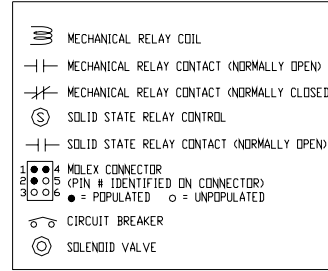 MECHANICAL RELAY COIL
MECHANICAL RELAY CONTACT (NORMALLY OPEN)
MECHANICAL RELAY CONTACT (NORMALLY CLOSED
S SOLID STATE RELAY CONTROL
SOLID STATE RELAY CONTACT (NORMALLY OPEN)
1 4 MOLEX CONNECTOR
2 5 (PIN # IDENTIFIED ON CONNECTOR)
3 6 ● = POPULATED ○ = UNPOPULATED
CIRCUIT BREAKER
SOLENOID VALVE